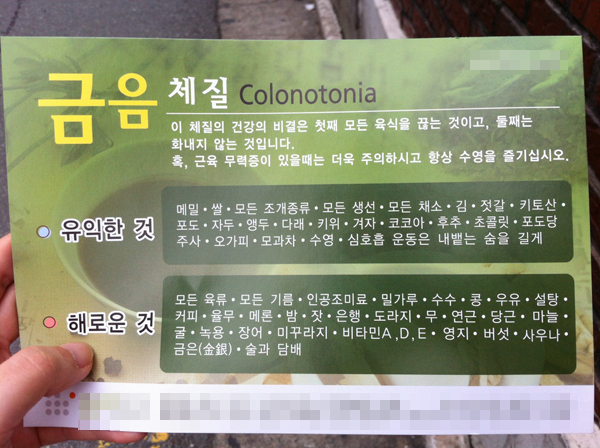 금음 체질 Colonotonia
이 체질의 건강의 비결은 첫째 모든 육식을 끊는 것이고, 둘째는
화내지 않는 것입니다.
혹, 근육 무력증이 있을때는 더욱 주의하시고 항상 수영을 즐기십시오.
유익한 것
메밀 • 쌀 • 모든 조개종류 • 모든 생선 • 모든 채소 • 김 • 젓갈 • 키토산 •
포도 • 자두 • 앵두 • 다래 • 키위 • 겨자 • 코코아 • 후추 • 초콜릿 • 포도당
주사 • 오가피 • 모과차 • 수영 • 심호흡 운동은 내뱉는 숨을 길게
해로운 것
모든 육류 • 모든 기름 • 인공조미료 • 밀가루 • 수수 • 콩 • 우유 • 설탕 •
커피 • 율무 • 메론 • 밤 • 잣 • 은행 • 도라지 • 무 • 연근 • 당근 • 마늘 •
굴 • 녹용 • 장어 • 미꾸라지 • 비타민A,D,E • 영지 • 버섯 • 사우나 •
금은(金銀) • 술과 담배